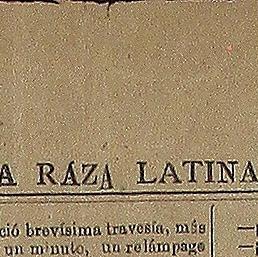 A RAZA LATINA
ció brevísima travesía, más
un minuto, un relámpago